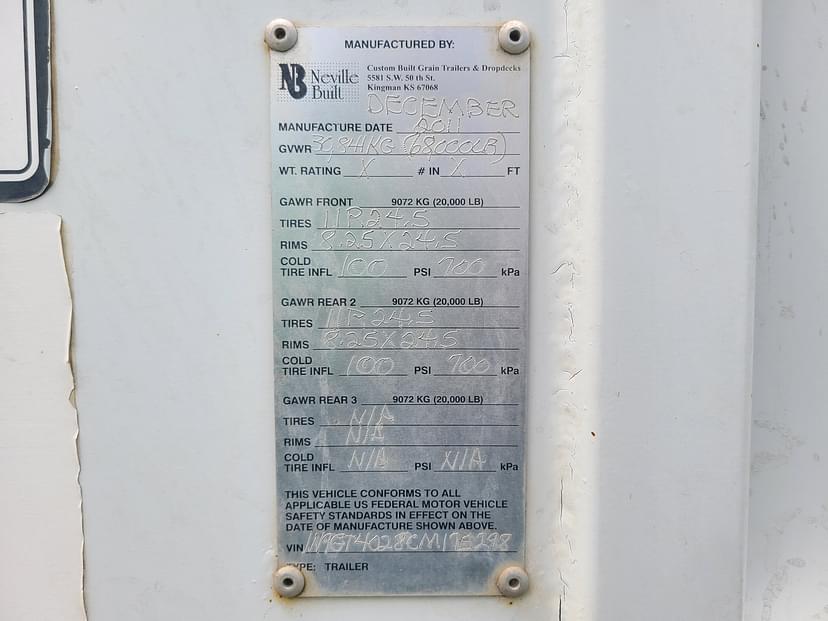 MANUFACTURED BY:
NB Neville Built
Custom Built Grain Trailers & Dropdecks
5581 S.W. 50 th St.
Kingman KS 67068
DECEMBER
MANUFACTURE DATE 2011
GVWR (68000LB)
WT. RATING X # IN X FT
GAWR FRONT 9072 KG (20,000 LB)
TIRES 11R24.5
RIMS 8.25X24.5
COLD
TIRE INFL 100 PSI 700 kPa
GAWR REAR 2 9072 KG (20,000 LB)
TIRES 11R24.5
RIMS 8.25X24.5
COLD
TIRE INFL 100 PSI 700 kPa
GAWR REAR 3 9072 KG (20,000 LB)
TIRES N/A
RIMS N/A
COLD
TIRE INFL N/A PSI N/A kPa
THIS VEHICLE CONFORMS TO ALL
APPLICABLE US FEDERAL MOTOR VEHICLE
SAFETY STANDARDS IN EFFECT ON THE
DATE OF MANUFACTURE SHOWN ABOVE.
VIN
TYPE: TRAILER